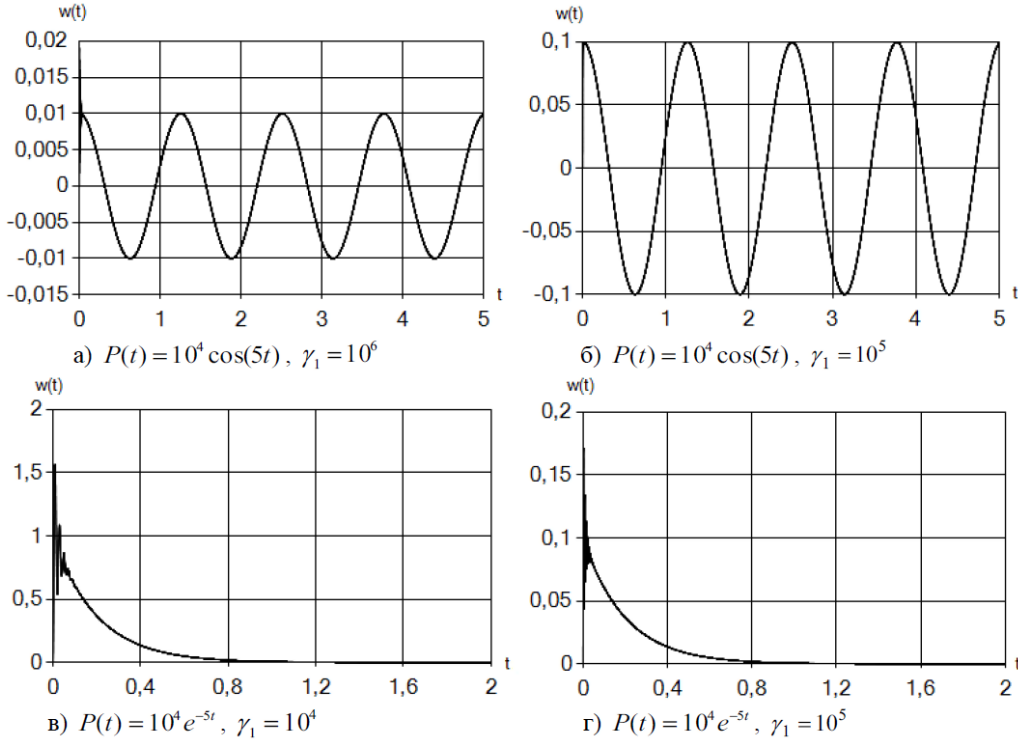 w(t)
0,02
0,015
0,01
0,005
0
-0,005
-0,01
-0,015
0 1 2 3 4 5
t
а) P(t) = 10⁴ cos(5t) , γ₁ = 10⁶
w(t)
0,1
0,05
0
-0,05
-0,1
0 1 2 3 4 5
t
б) P(t) = 10⁴ cos(5t) , γ₁ = 10⁵
w(t)
2
1,5
1
0,5
0
0 0,4 0,8 1,2 1,6 2
t
в) P(t) = 10⁴ e⁻⁵ᵗ , γ₁ = 10⁴
w(t)
0,2
0,15
0,1
0,05
0
0 0,4 0,8 1,2 1,6 2
t
г) P(t) = 10⁴ e⁻⁵ᵗ , γ₁ = 10⁵